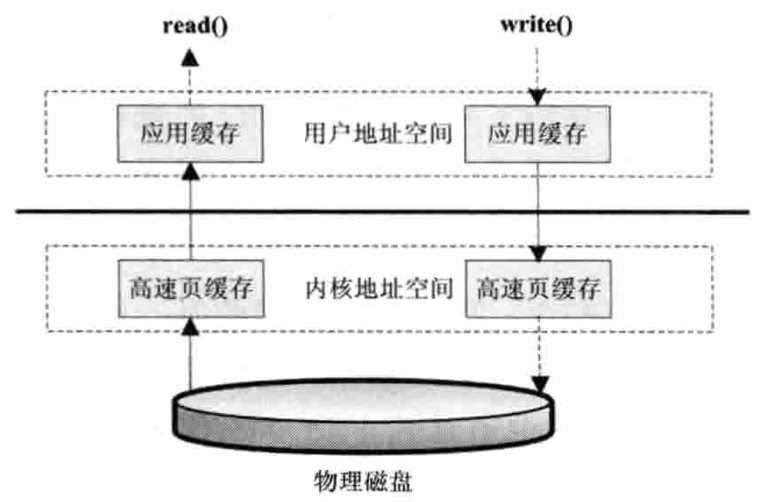 read() write()
应用缓存 用户地址空间 应用缓存
高速页缓存 内核地址空间 高速页缓存
物理磁盘